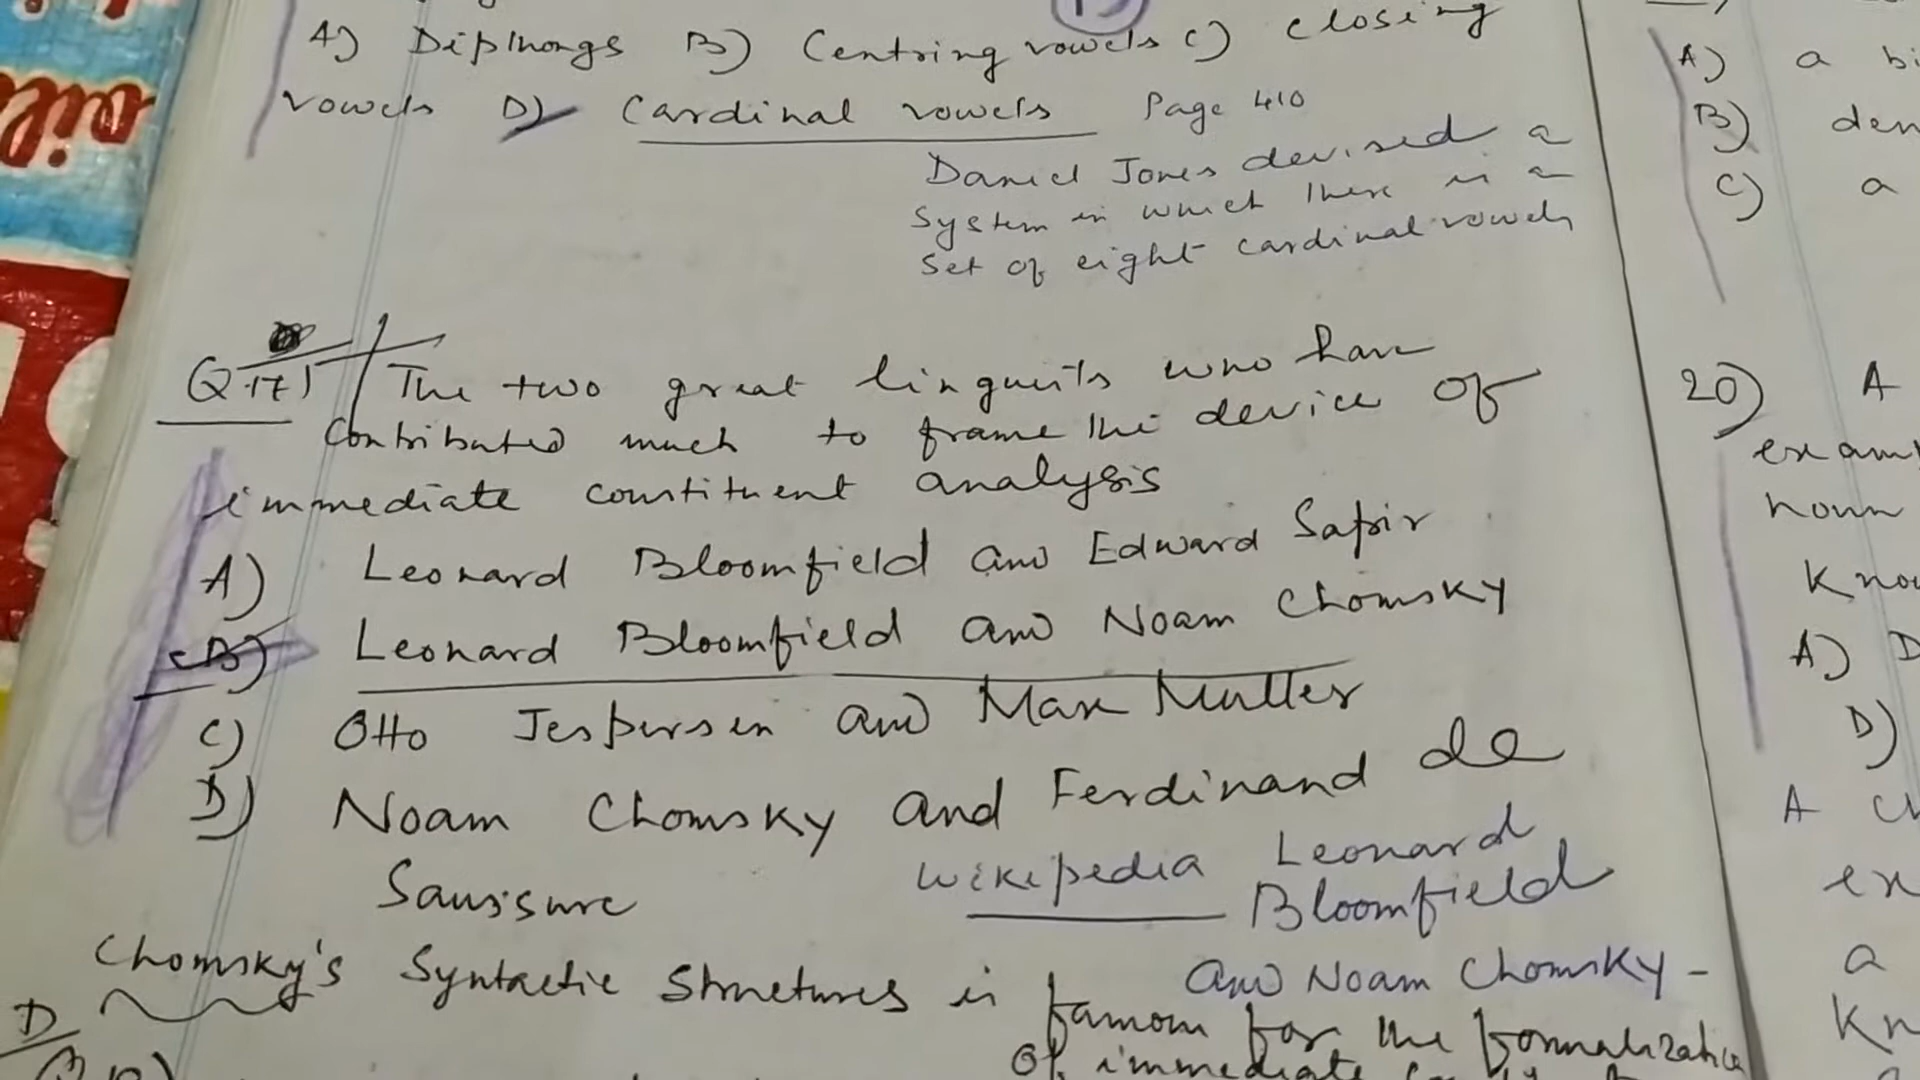 A) Dipthongs B) Centring vowels C) Closing
vowels D) Cardinal vowels Page 410
Daniel Jones devised a
system in which there is a
set of eight cardinal vowels
Q.17) The two great linguists who have
contributed much to frame the device of
immediate constituent analysis
A) Leonard Bloomfield and Edward Sapir
B) Leonard Bloomfield and Noam Chomsky
C) Otto Jespersen and Max Muller
D) Noam Chomsky and Ferdinand de
Saussure
Wikipedia Leonard
Bloomfield
and Noam Chomsky -
Chomsky's Syntactic Structures is famous for the formalization
of immediate
D
A) a bi
B) den
C) a
20) A
exam
noun
Know
A) D
D)
A Ch
ex
a
Kn